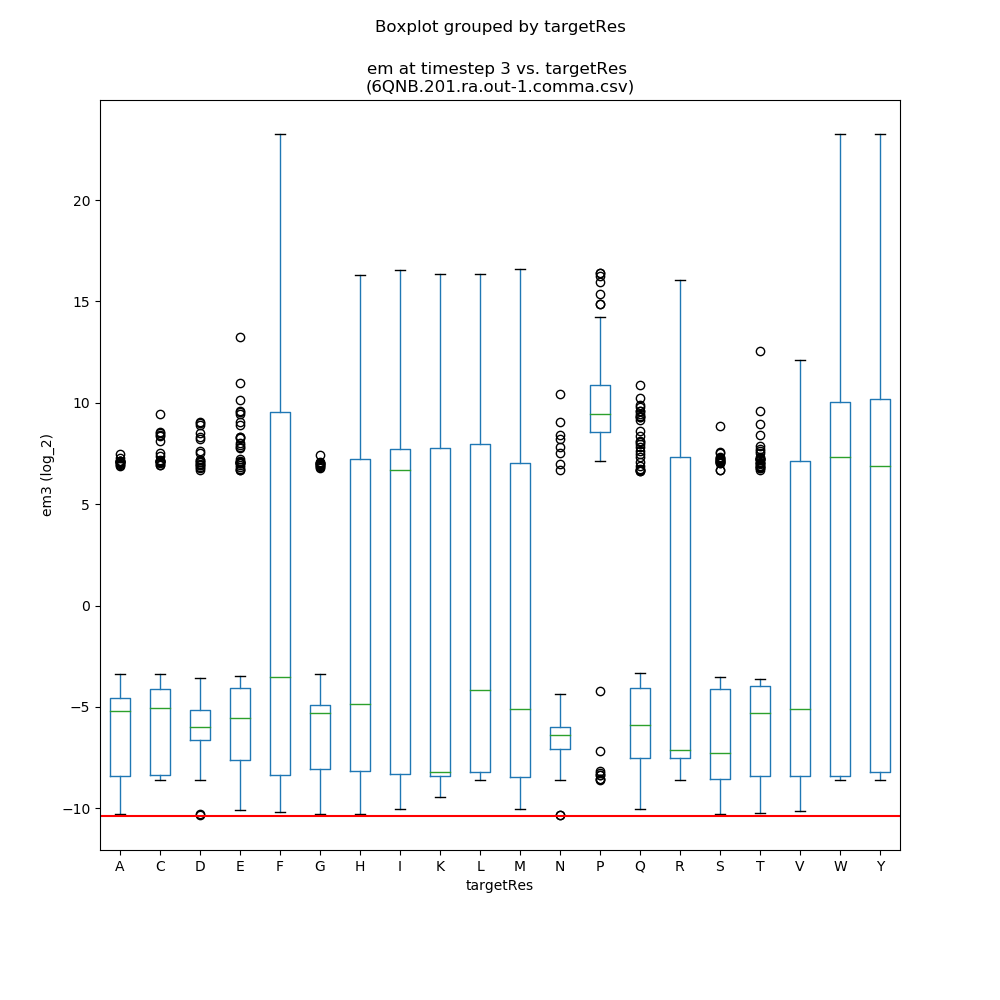 Boxplot grouped by targetRes
em at timestep 3 vs. targetRes
(6QNB.201.ra.out-1.comma.csv)
em3 (log_2)
20
15
10
5
0
−5
−10
A C D E F G H I K L M N P Q R S T V W Y
targetRes